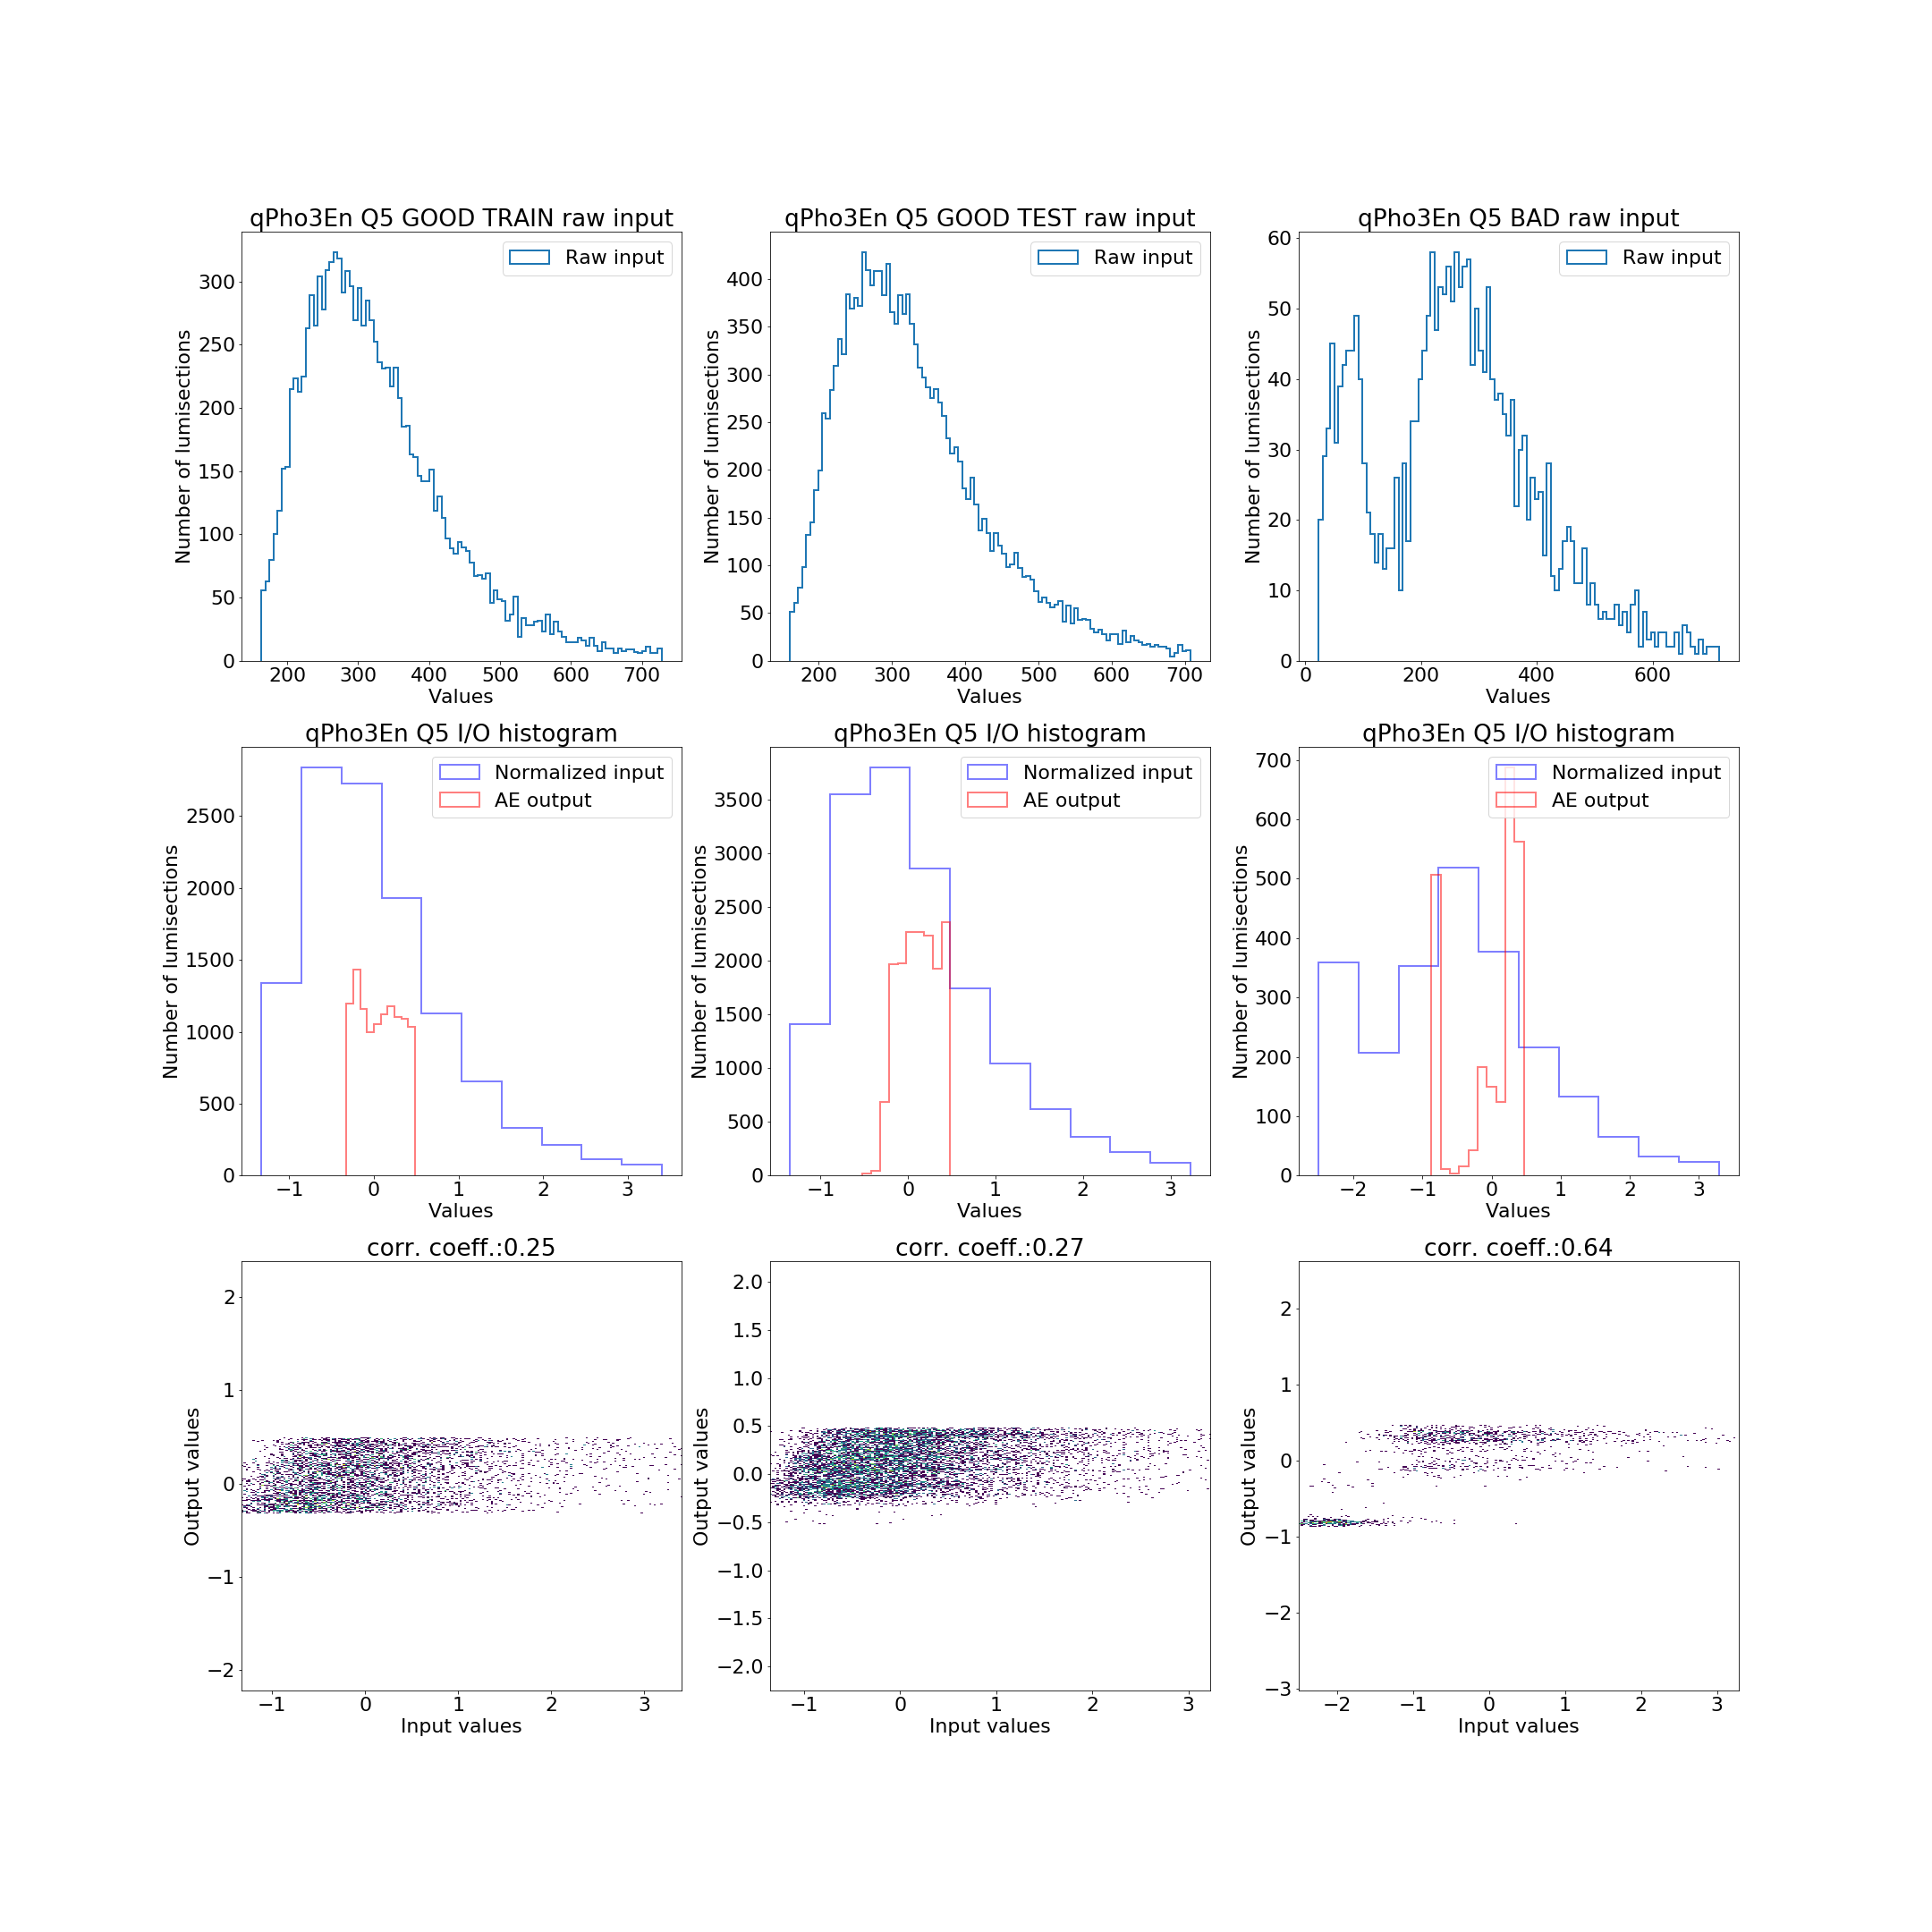 qPho3En Q5 GOOD TRAIN raw input
Raw input
300
250
200
150
100
50
0
Number of lumisections
200 300 400 500 600 700
Values
qPho3En Q5 GOOD TEST raw input
Raw input
400
350
300
250
200
150
100
50
0
Number of lumisections
200 300 400 500 600 700
Values
qPho3En Q5 BAD raw input
Raw input
60
50
40
30
20
10
0
Number of lumisections
0 200 400 600
Values
qPho3En Q5 I/O histogram
Normalized input
AE output
2500
2000
1500
1000
500
0
Number of lumisections
−1 0 1 2 3
Values
qPho3En Q5 I/O histogram
Normalized input
AE output
3500
3000
2500
2000
1500
1000
500
0
Number of lumisections
−1 0 1 2 3
Values
qPho3En Q5 I/O histogram
Normalized input
AE output
700
600
500
400
300
200
100
0
Number of lumisections
−2 −1 0 1 2 3
Values
corr. coeff.:0.25
2
1
0
−1
−2
Output values
−1 0 1 2 3
Input values
corr. coeff.:0.27
2.0
1.5
1.0
0.5
0.0
−0.5
−1.0
−1.5
−2.0
Output values
−1 0 1 2 3
Input values
corr. coeff.:0.64
2
1
0
−1
−2
−3
Output values
−2 −1 0 1 2 3
Input values